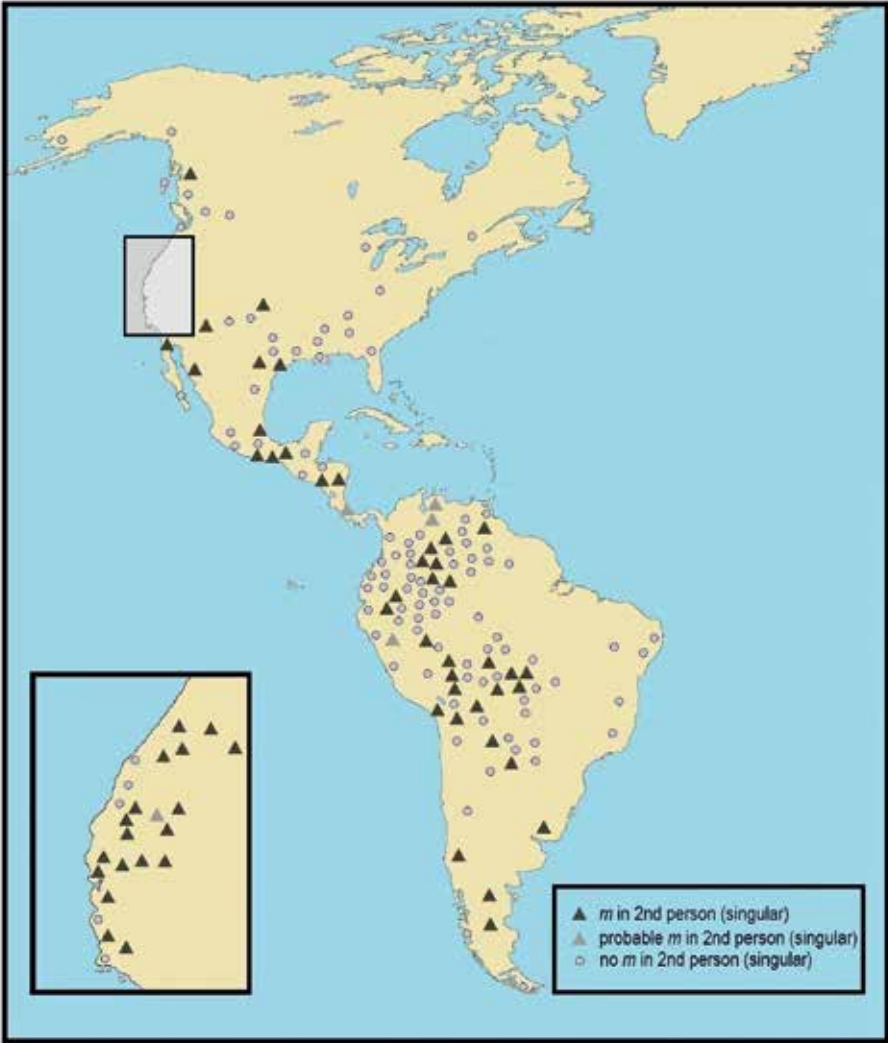 m in 2nd person (singular)
probable m in 2nd person (singular)
no m in 2nd person (singular)